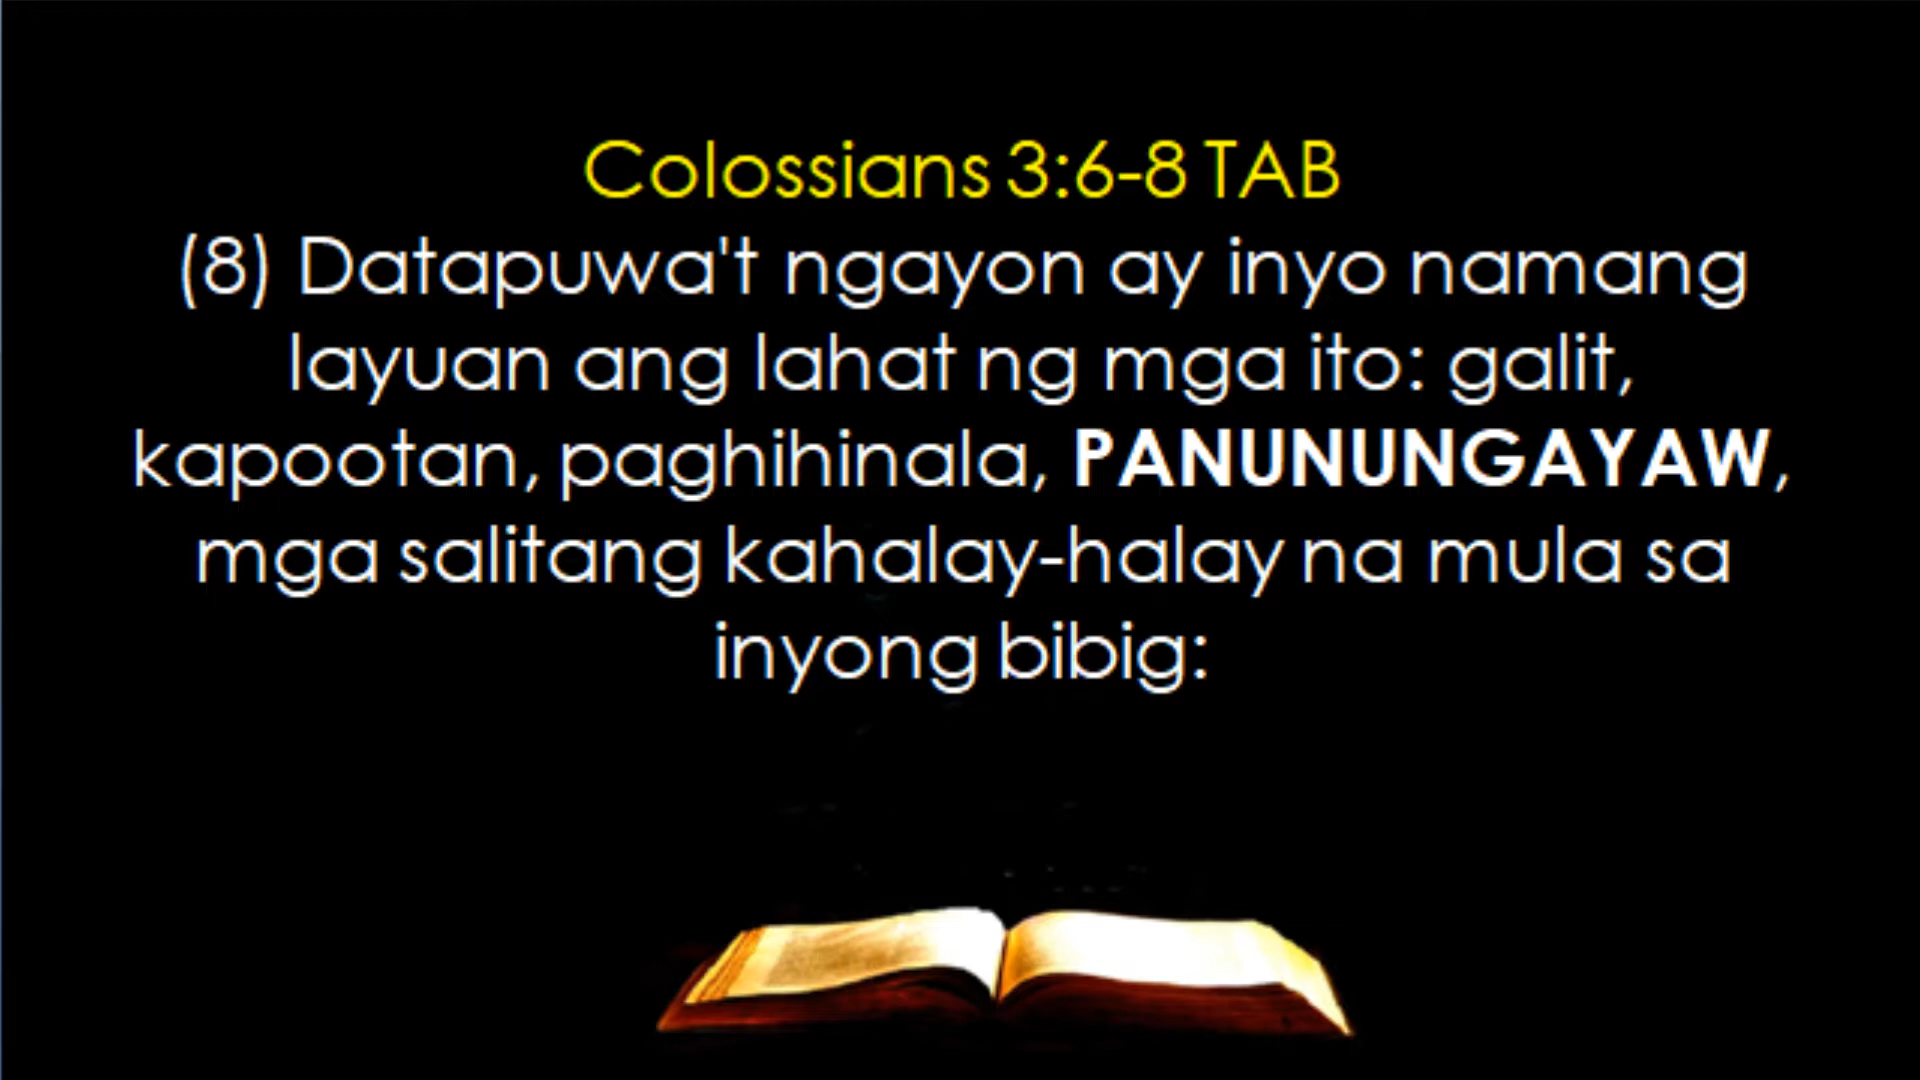 Colossians 3:6-8 TAB
(8) Datapuwa't ngayon ay inyo namang
layuan ang lahat ng mga ito: galit,
kapootan, paghihinala, PANUNUNGAYAW,
mga salitang kahalay-halay na mula sa
inyong bibig: